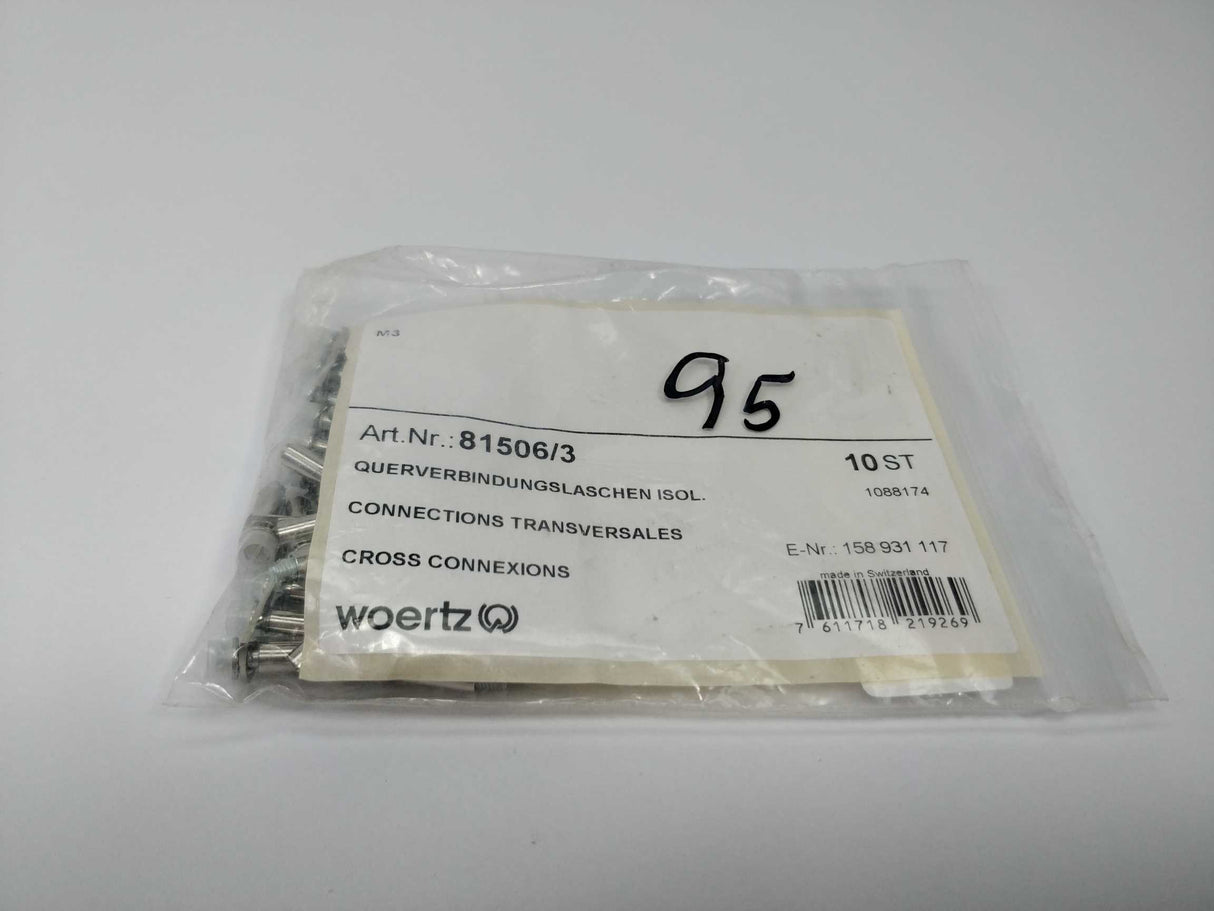 M3
95
Art.Nr.: 81506/3
10 ST
QUERVERBINDUNGSLASCHEN ISOL.
1088174
CONNECTIONS TRANSVERSALES
E-Nr.: 158 931 117
CROSS CONNEXIONS
made in Switzerland
woertz
7 611718 219269